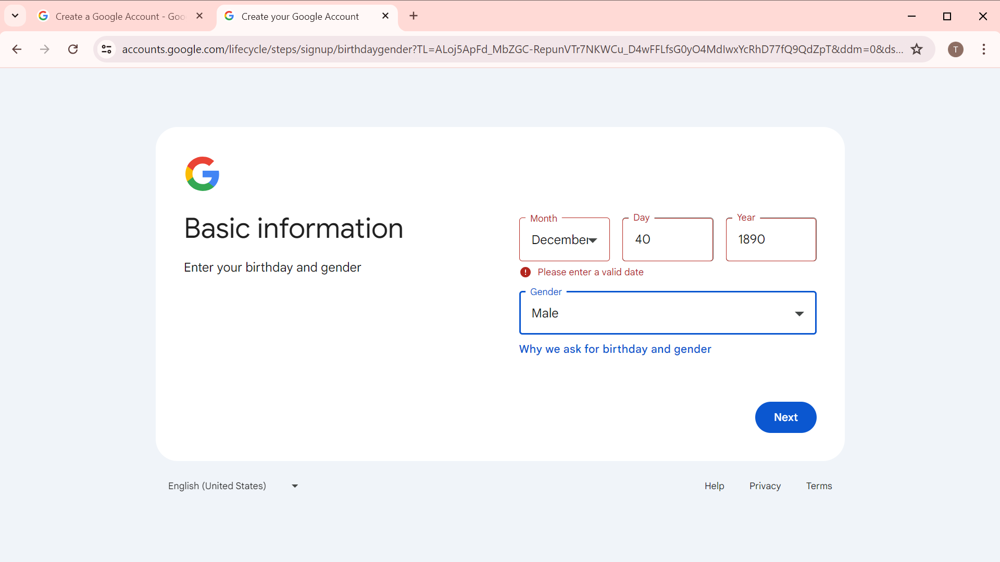 Create a Google Account - Goo
Create your Google Account
accounts.google.com/lifecycle/steps/signup/birthdaygender?TL=ALoj5ApFd_MbZGC-RepunVTr7NKWCu_D4wFFLfsG0yO4MdIwxYcRhD77fQ9QdZpT&ddm=0&ds...
T
Basic information
Enter your birthday and gender
Month
Day
Year
December
40
1890
Please enter a valid date
Gender
Male
Why we ask for birthday and gender
Next
English (United States)
Help
Privacy
Terms